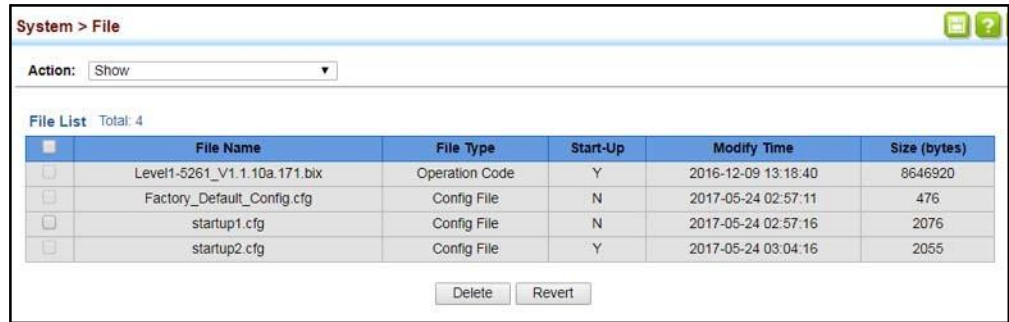 System > File
Action: Show
File List Total: 4
File Name File Type Start-Up Modify Time Size (bytes)
Level1-5261_V1.1.10a.171.bix Operation Code Y 2016-12-09 13:18:40 8646920
Factory_Default_Config.cfg Config File N 2017-05-24 02:57:11 476
startup1.cfg Config File N 2017-05-24 02:57:16 2076
startup2.cfg Config File Y 2017-05-24 03:04:16 2055
Delete Revert